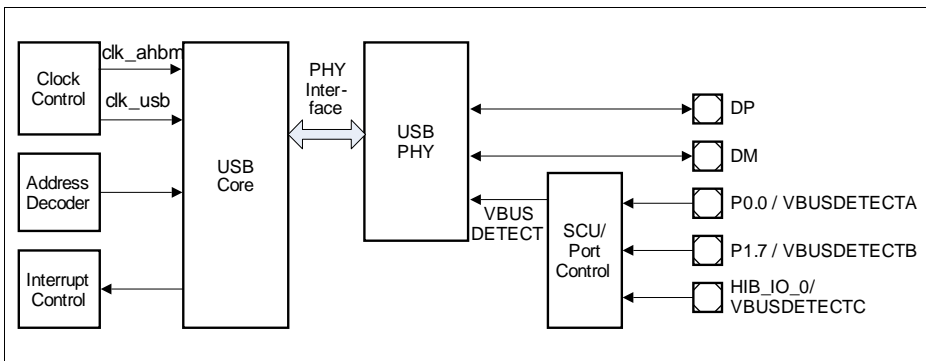 Clock
Control
clk_ahbm
clk_usb
Address
Decoder
Interrupt
Control
USB
Core
PHY
Inter-
face
USB
PHY
VBUS
DETECT
SCU/
Port
Control
DP
DM
P0.0 / VBUSDETECTA
P1.7 / VBUSDETECTB
HIB_IO_0/
VBUSDETECTC